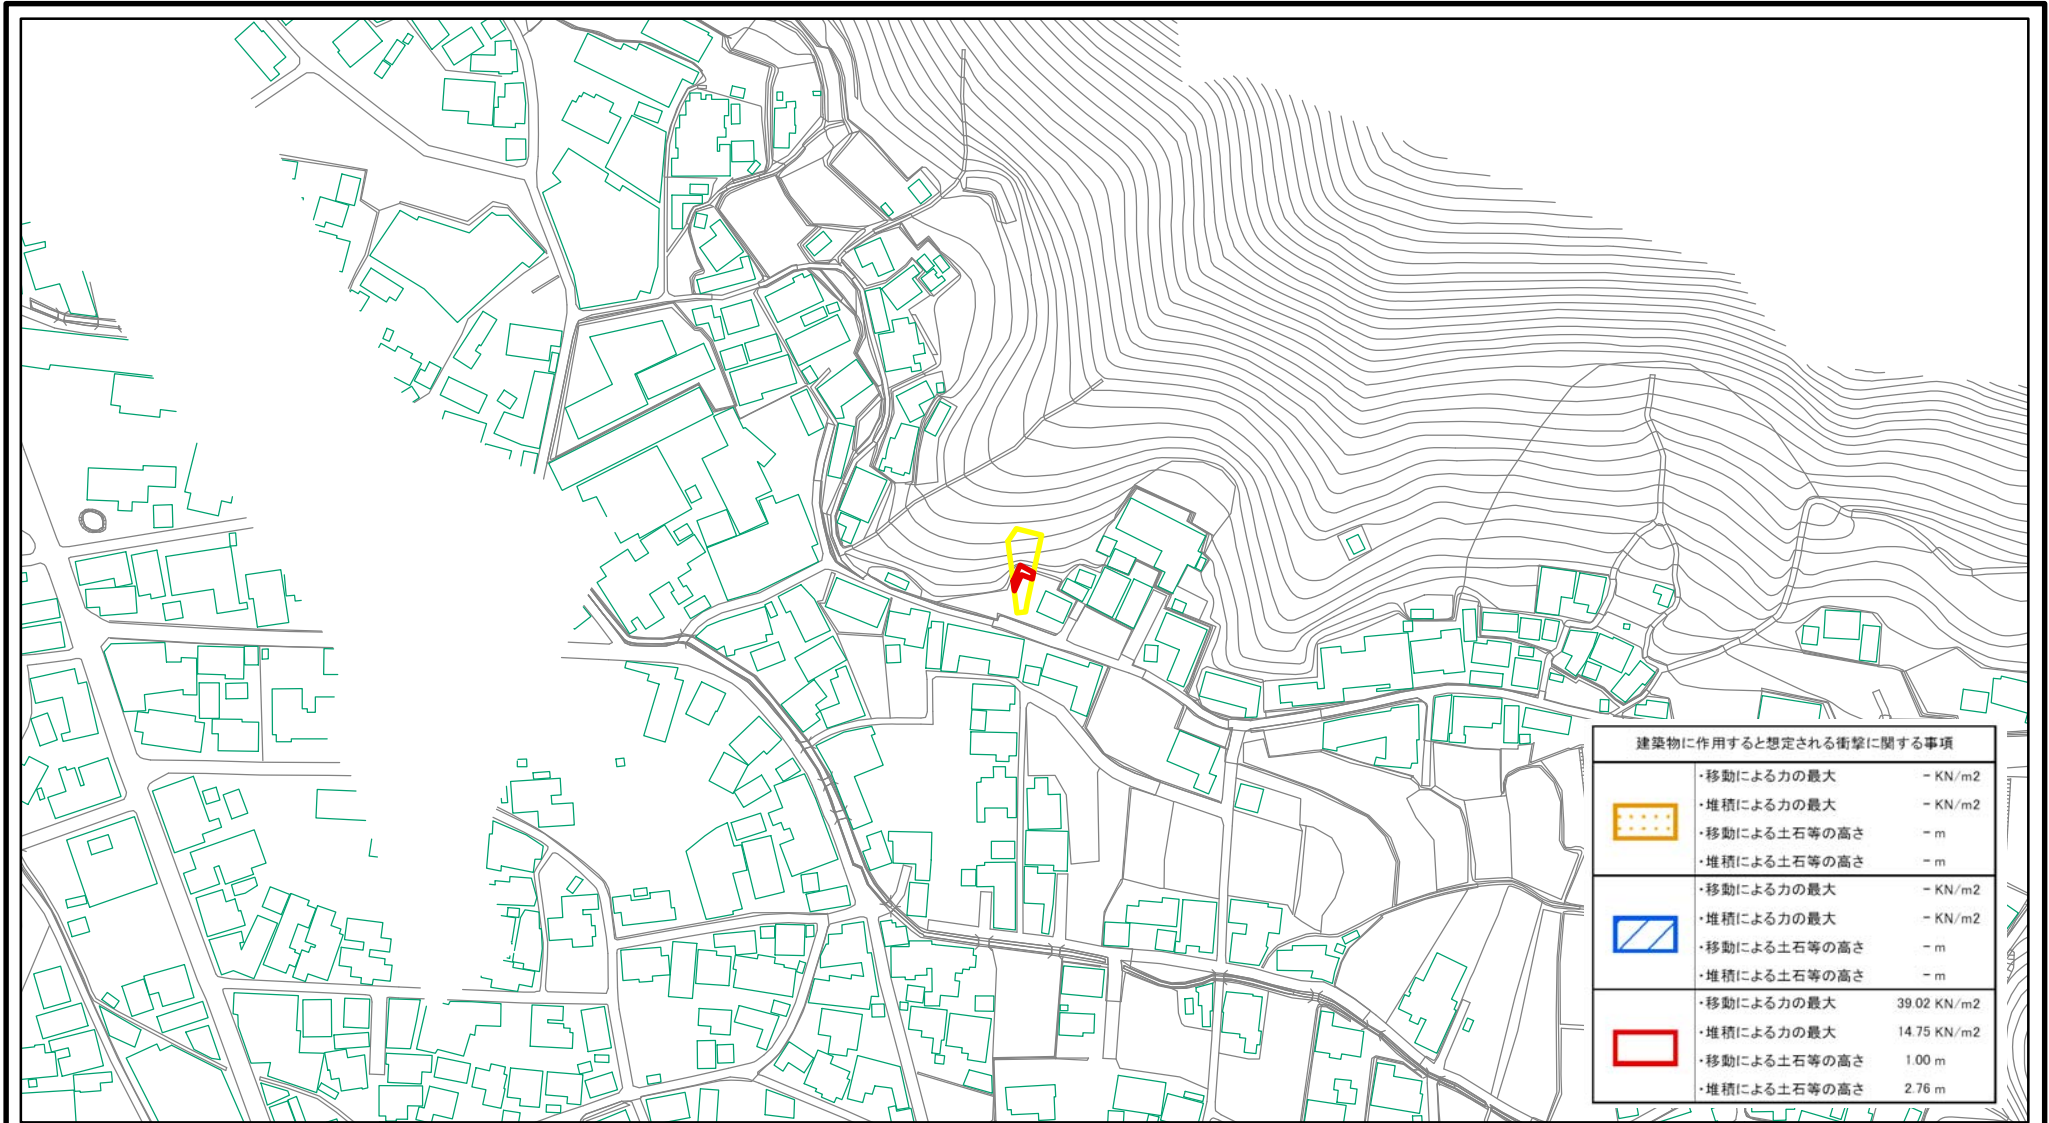 建築物に作用すると想定される衝撃に関する事項
・移動による力の最大 - KN/m2
・堆積による力の最大 - KN/m2
・移動による土石等の高さ - m
・堆積による土石等の高さ - m
・移動による力の最大 - KN/m2
・堆積による力の最大 - KN/m2
・移動による土石等の高さ - m
・堆積による土石等の高さ - m
・移動による力の最大 39.02 KN/m2
・堆積による力の最大 14.75 KN/m2
・移動による土石等の高さ 1.00 m
・堆積による土石等の高さ 2.76 m